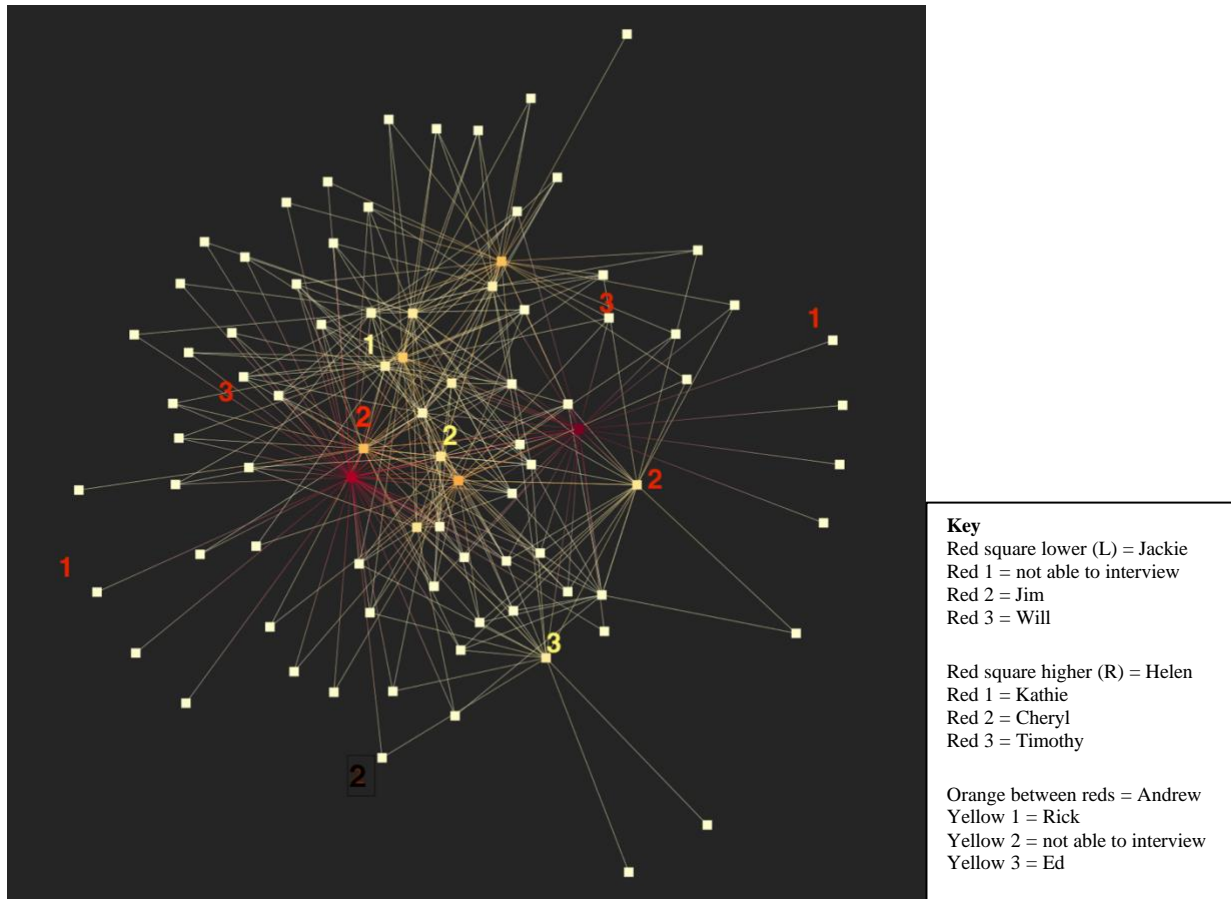 3
1
1
3
2
2
2
1
3
2
Key
Red square lower (L) = Jackie
Red 1 = not able to interview
Red 2 = Jim
Red 3 = Will
Red square higher (R) = Helen
Red 1 = Kathie
Red 2 = Cheryl
Red 3 = Timothy
Orange between reds = Andrew
Yellow 1 = Rick
Yellow 2 = not able to interview
Yellow 3 = Ed